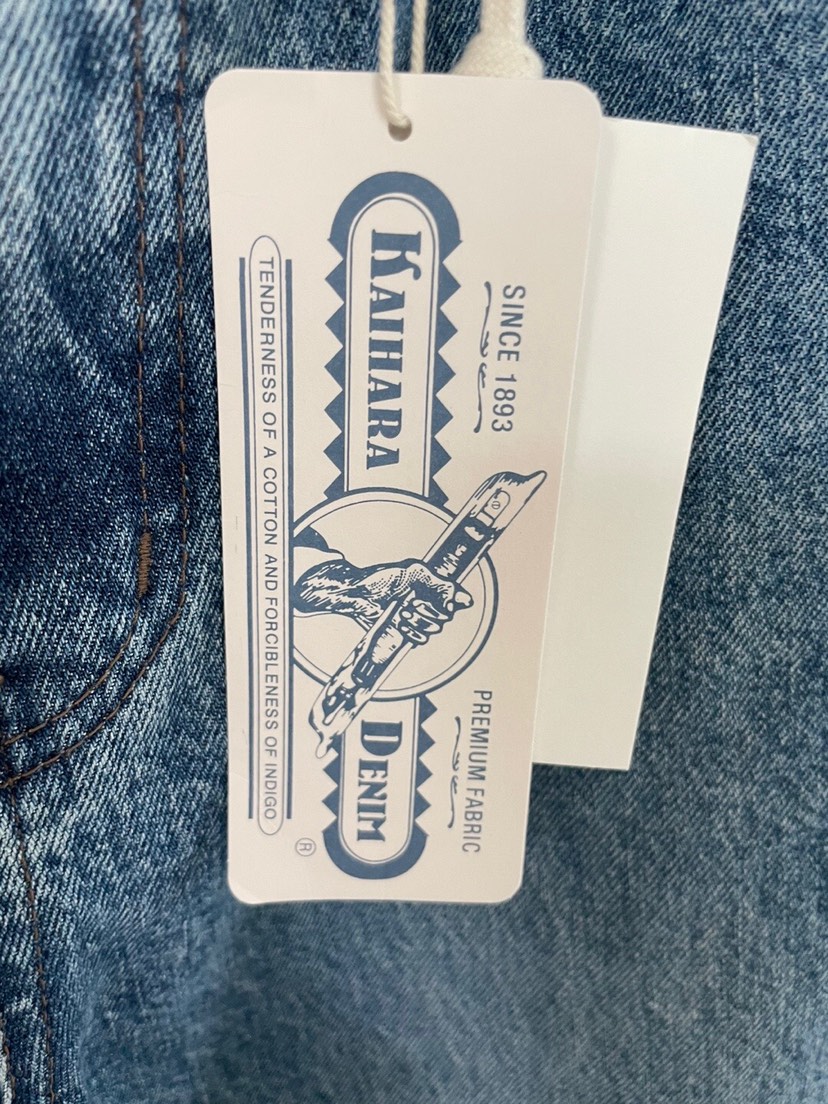 SINCE 1893
PREMIUM FABRIC
KAIHARA DENIM
TENDERNESS OF A COTTON AND FORCIBLENESS OF INDIGO
®